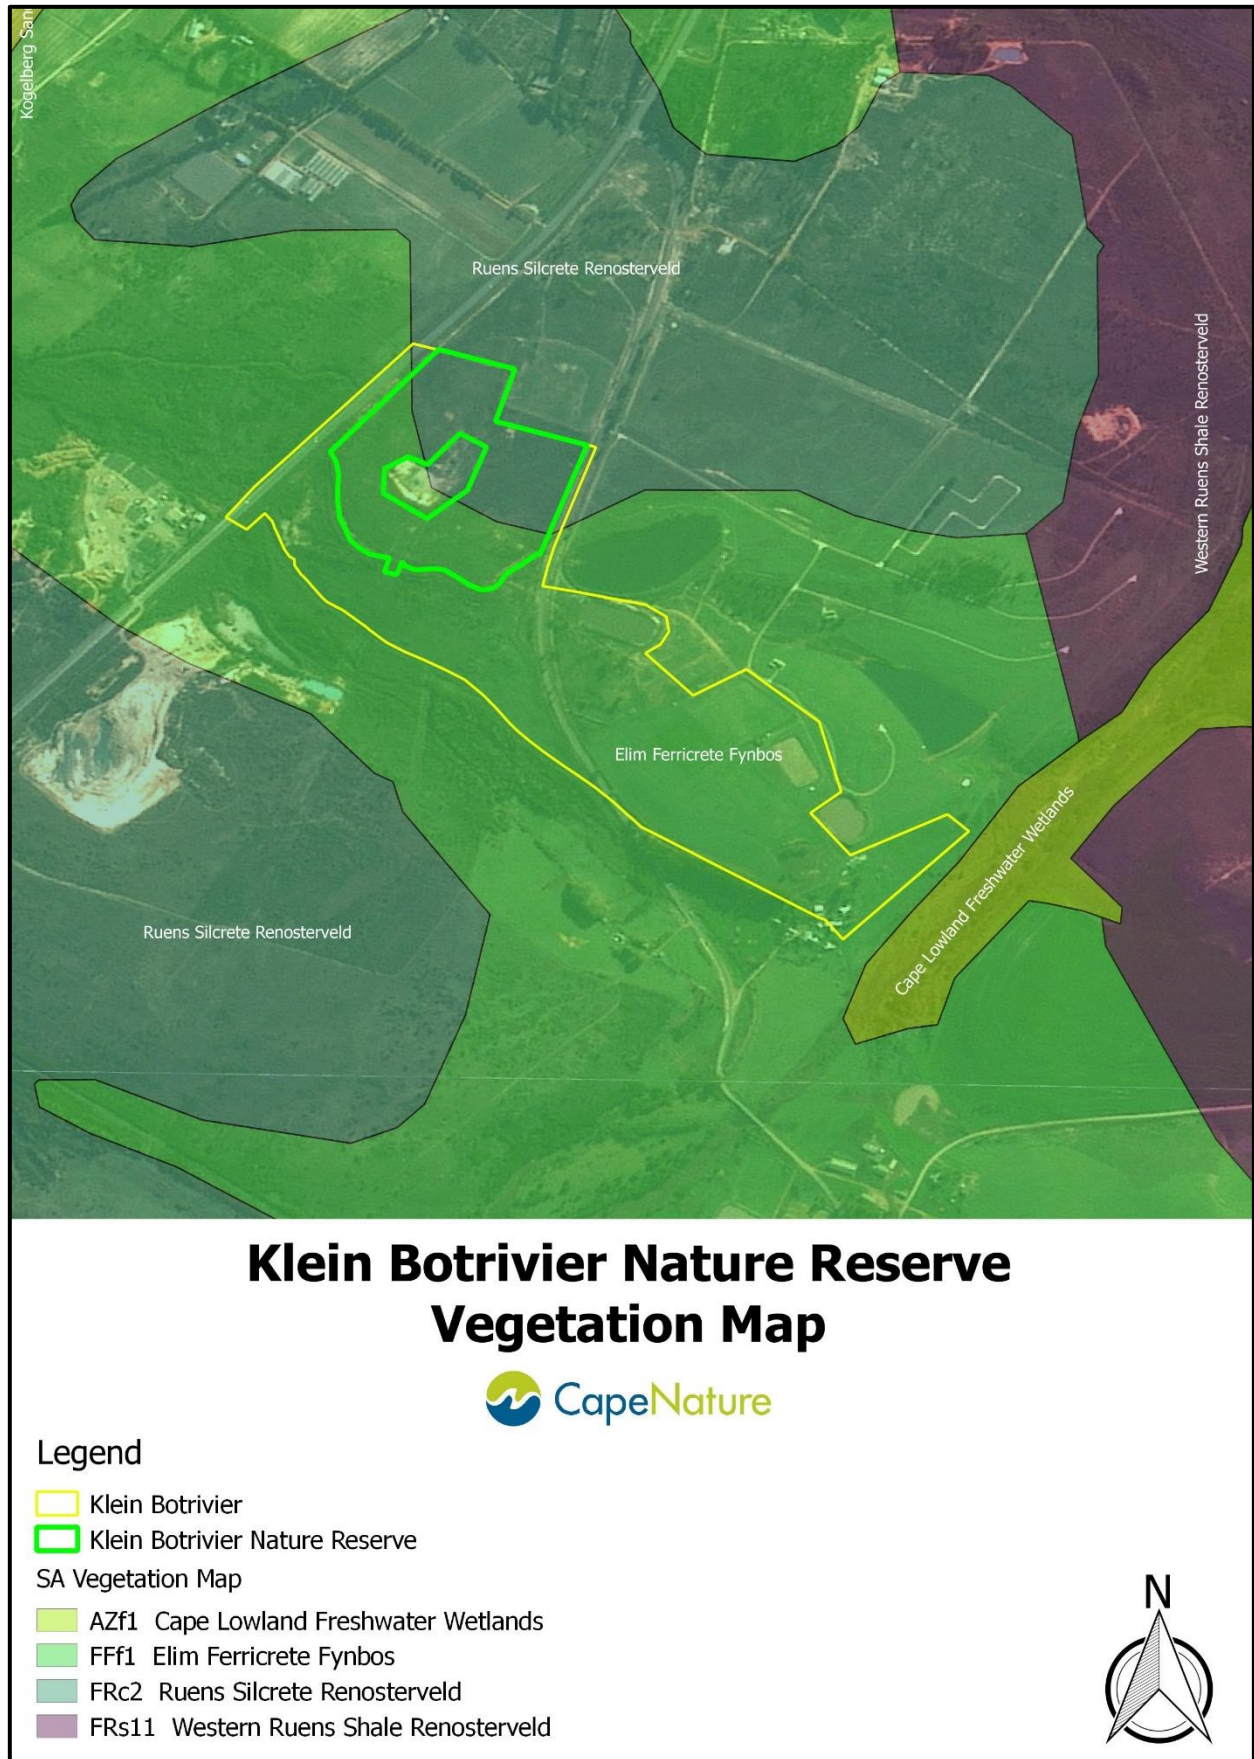 Kogelberg San
Ruens Silcrete Renosterveld
Western Ruens Shale Renosterveld
Elim Ferricrete Fynbos
Cape Lowland Freshwater Wetlands
Ruens Silcrete Renosterveld
Klein Botrivier Nature Reserve
Vegetation Map
CapeNature
Legend
Klein Botrivier
Klein Botrivier Nature Reserve
SA Vegetation Map
AZf1 Cape Lowland Freshwater Wetlands
FFf1 Elim Ferricrete Fynbos
FRc2 Ruens Silcrete Renosterveld
FRs11 Western Ruens Shale Renosterveld
N